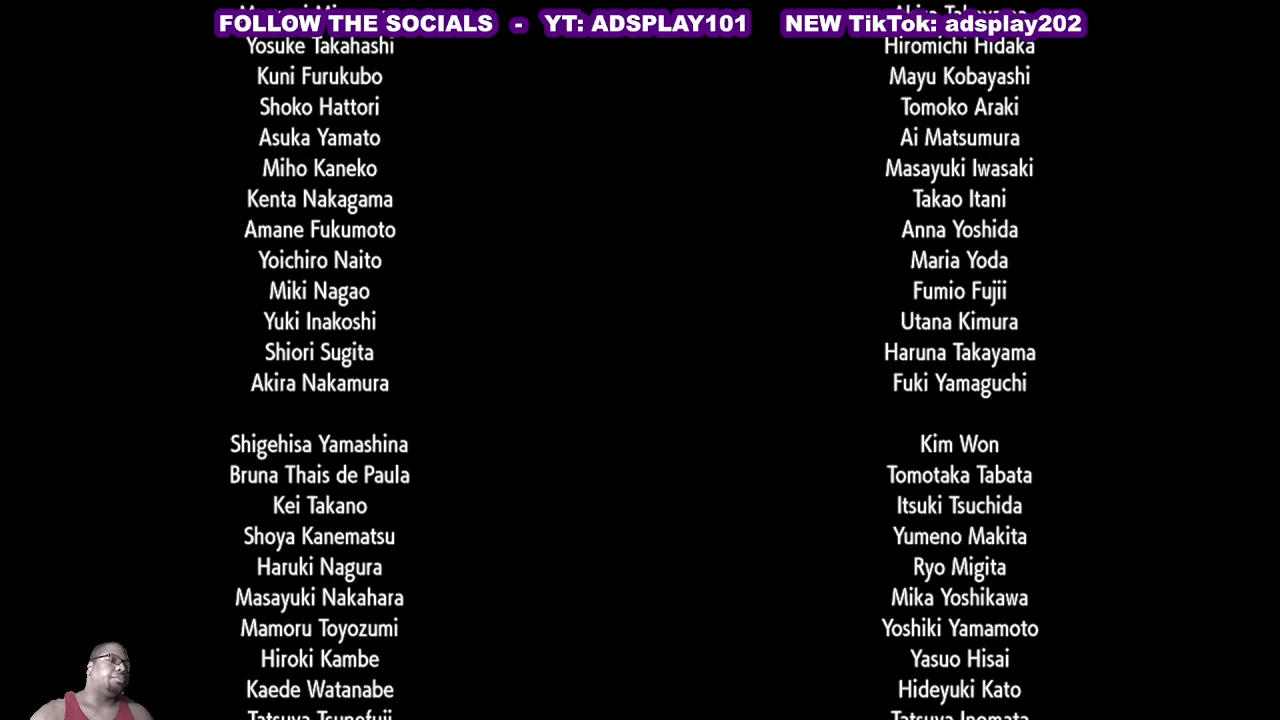 FOLLOW THE SOCIALS - YT: ADSPLAY101 NEW TikTok: adsplay202
Yosuke Takahashi
Kuni Furukubo
Shoko Hattori
Asuka Yamato
Miho Kaneko
Kenta Nakagama
Amane Fukumoto
Yoichiro Naito
Miki Nagao
Yuki Inakoshi
Shiori Sugita
Akira Nakamura
Shigehisa Yamashina
Bruna Thais de Paula
Kei Takano
Shoya Kanematsu
Haruki Nagura
Masayuki Nakahara
Mamoru Toyozumi
Hiroki Kambe
Kaede Watanabe
Tatsuya Tsunefuji
Hiromichi Hidaka
Mayu Kobayashi
Tomoko Araki
Ai Matsumura
Masayuki Iwasaki
Takao Itani
Anna Yoshida
Maria Yoda
Fumio Fujii
Utana Kimura
Haruna Takayama
Fuki Yamaguchi
Kim Won
Tomotaka Tabata
Itsuki Tsuchida
Yumeno Makita
Ryo Migita
Mika Yoshikawa
Yoshiki Yamamoto
Yasuo Hisai
Hideyuki Kato
Tatsuya Inomata